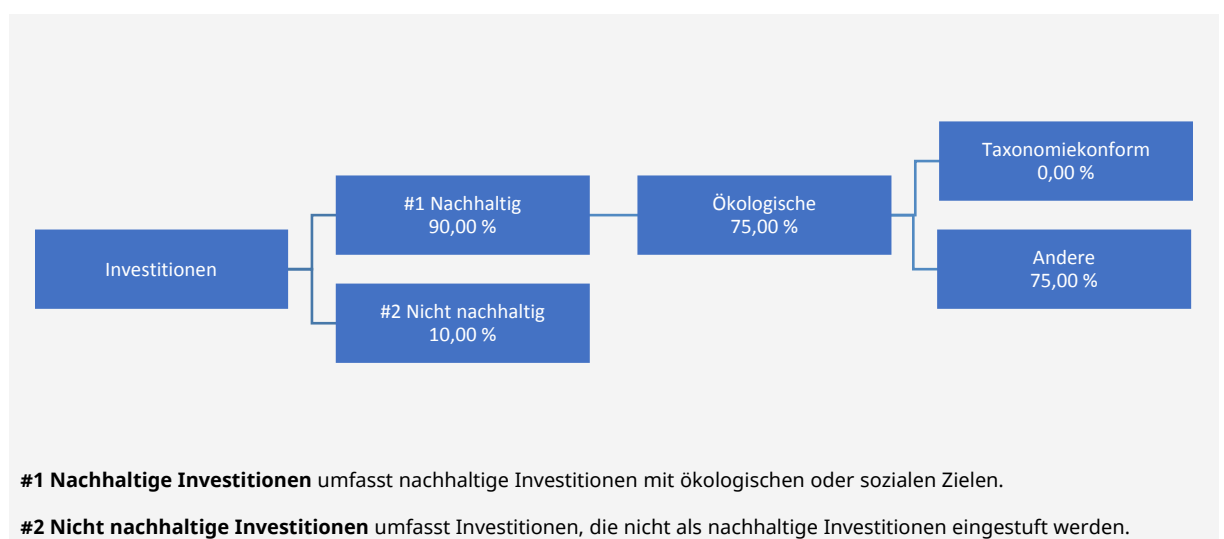 Investitionen
#1 Nachhaltig
90,00 %
#2 Nicht nachhaltig
10,00 %
Ökologische
75,00 %
Taxonomiekonform
0,00 %
Andere
75,00 %
#1 Nachhaltige Investitionen umfasst nachhaltige Investitionen mit ökologischen oder sozialen Zielen.
#2 Nicht nachhaltige Investitionen umfasst Investitionen, die nicht als nachhaltige Investitionen eingestuft werden.